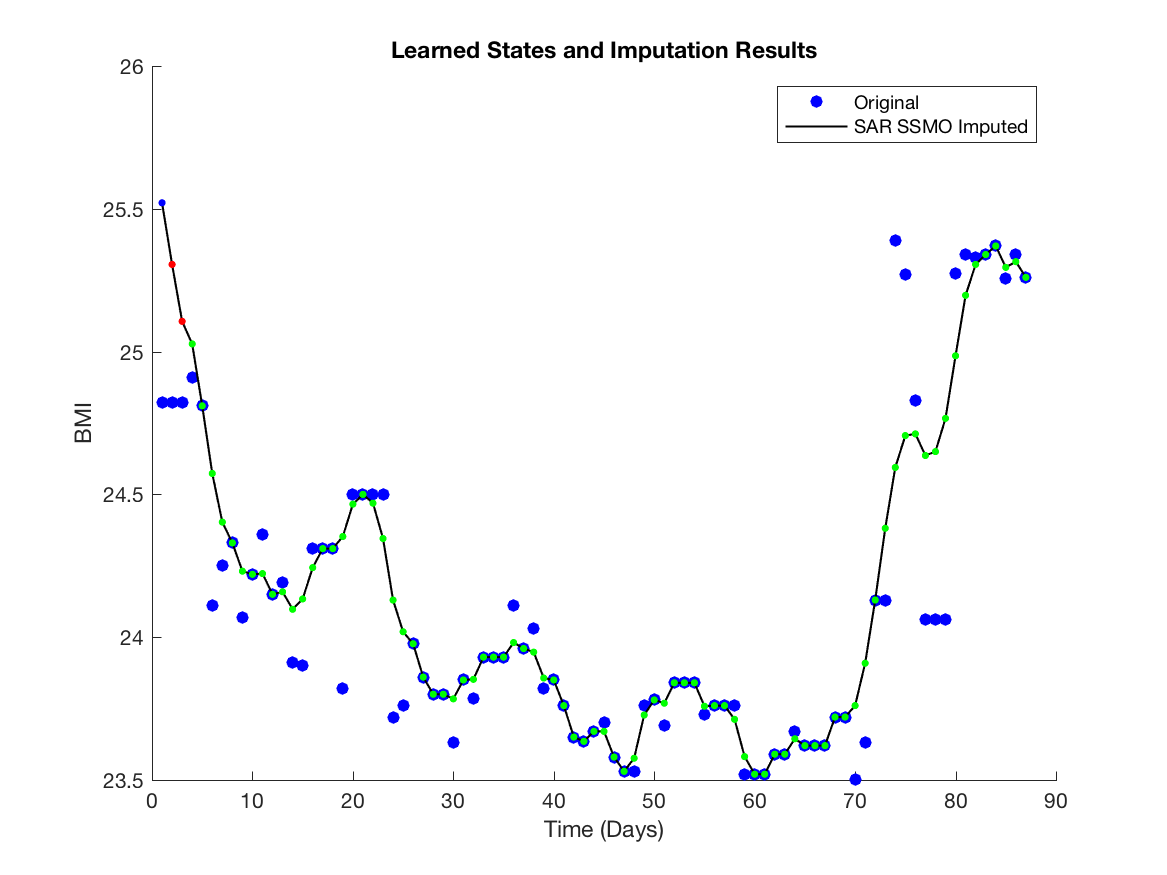 Learned States and Imputation Results
26
25.5
25
24.5
24
23.5
BMI
Original
SAR SSMO Imputed
0 10 20 30 40 50 60 70 80 90
Time (Days)